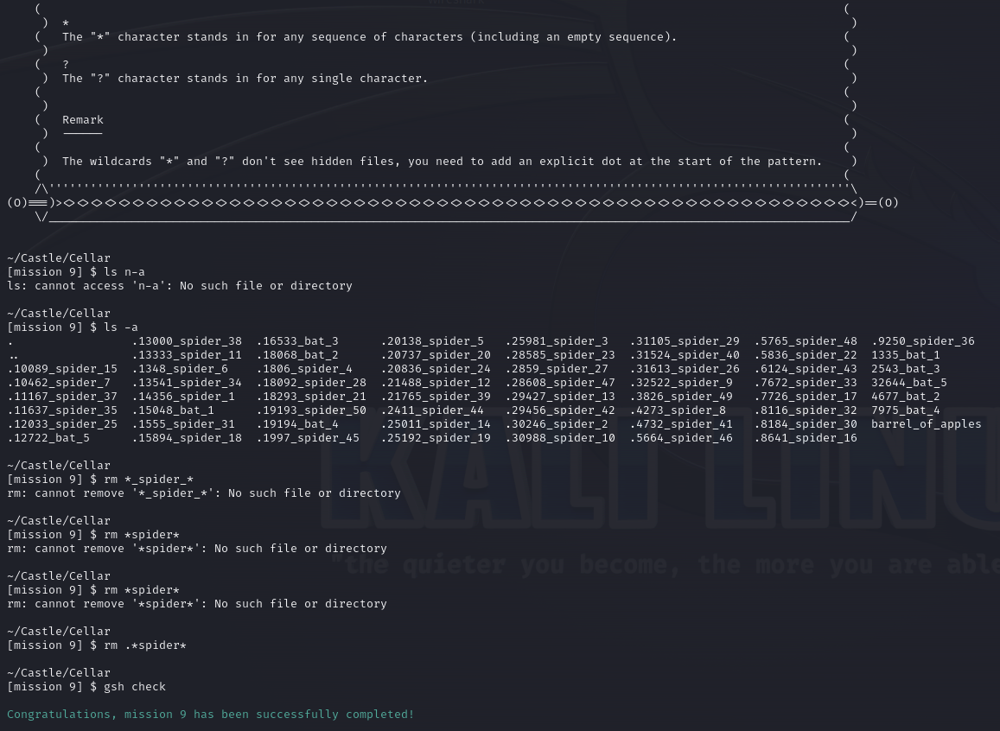 (                                                                                                                    (
 )  *                                                                                                                 )
(   The "*" character stands in for any sequence of characters (including an empty sequence).                        (
 )                                                                                                                    )
(   ?                                                                                                                (
 )  The "?" character stands in for any single character.                                                             )
(                                                                                                                    (
 )                                                                                                                    )
(   Remark                                                                                                           (
 )  ──────                                                                                                            )
(                                                                                                                    (
 )  The wildcards "*" and "?" don't see hidden files, you need to add an explicit dot at the start of the pattern.    )
(                                                                                                                    (
~/Castle/Cellar
[mission 9] $ ls n-a
ls: cannot access 'n-a': No such file or directory
~/Castle/Cellar
[mission 9] $ ls -a
.                 .13000_spider_38  .16533_bat_3      .20138_spider_5   .25981_spider_3   .31105_spider_29  .5765_spider_48  .9250_spider_36
..                .13333_spider_11  .18068_bat_2      .20737_spider_20  .28585_spider_23  .31524_spider_40  .5836_spider_22  1335_bat_1
.10089_spider_15  .1348_spider_6    .1806_spider_4    .20836_spider_24  .2859_spider_27   .31613_spider_26  .6124_spider_43  2543_bat_3
.10462_spider_7   .13541_spider_34  .18092_spider_28  .21488_spider_12  .28608_spider_47  .32522_spider_9   .7672_spider_33  32644_bat_5
.11167_spider_37  .14356_spider_1   .18293_spider_21  .21765_spider_39  .29427_spider_13  .3826_spider_49   .7726_spider_17  4677_bat_2
.11637_spider_35  .15048_bat_1      .19193_spider_50  .2411_spider_44   .29456_spider_42  .4273_spider_8    .8116_spider_32  7975_bat_4
.12033_spider_25  .1555_spider_31   .19194_bat_4      .25011_spider_14  .30246_spider_2   .4732_spider_41   .8184_spider_30  barrel_of_apples
.12722_bat_5      .15894_spider_18  .1997_spider_45   .25192_spider_19  .30988_spider_10  .5664_spider_46   .8641_spider_16
~/Castle/Cellar
[mission 9] $ rm *_spider_*
rm: cannot remove '*_spider_*': No such file or directory
~/Castle/Cellar
[mission 9] $ rm *spider*
rm: cannot remove '*spider*': No such file or directory
~/Castle/Cellar
[mission 9] $ rm *spider*
rm: cannot remove '*spider*': No such file or directory
~/Castle/Cellar
[mission 9] $ rm .*spider*
~/Castle/Cellar
[mission 9] $ gsh check
Congratulations, mission 9 has been successfully completed!
KALI LINU
"the quieter you become, the more you are able